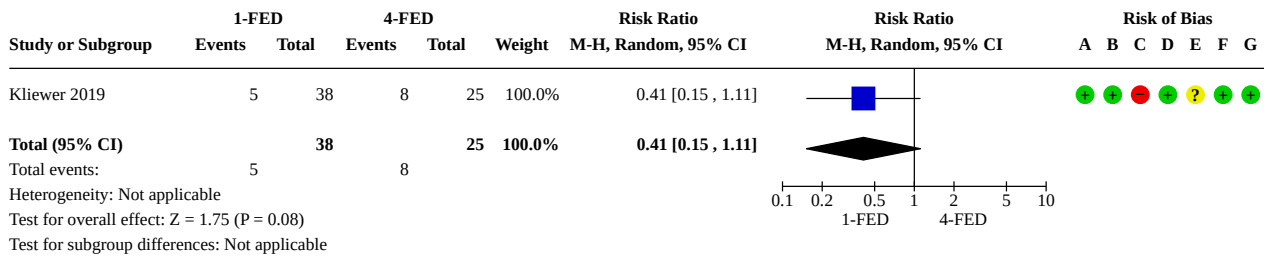 1-FED 4-FED Risk Ratio Risk Ratio Risk of Bias
Study or Subgroup Events Total Events Total Weight M-H, Random, 95% CI M-H, Random, 95% CI A B C D E F G
Kliewer 2019 5 38 8 25 100.0% 0.41 [0.15 , 1.11] + + − + ? + +
Total (95% CI) 38 25 100.0% 0.41 [0.15 , 1.11]
Total events: 5 8
Heterogeneity: Not applicable
0.1 0.2 0.5 1 2 5 10
Test for overall effect: Z = 1.75 (P = 0.08)
1-FED 4-FED
Test for subgroup differences: Not applicable